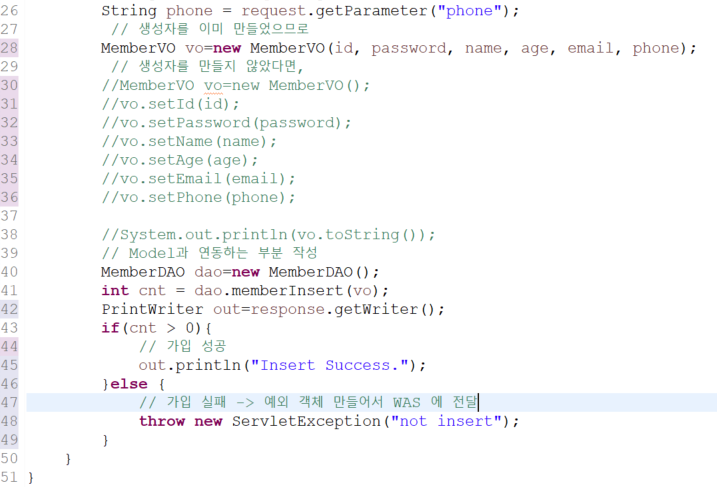 26 String phone = request.getParameter("phone");
27 // 생성자를 이미 만들었으므로
28 MemberVO vo=new MemberVO(id, password, name, age, email, phone);
29 // 생성자를 만들지 않았다면,
30 //MemberVO vo=new MemberVO();
31 //vo.setId(id);
32 //vo.setPassword(password);
33 //vo.setName(name);
34 //vo.setAge(age);
35 //vo.setEmail(email);
36 //vo.setPhone(phone);
37
38 //System.out.println(vo.toString());
39 // Model과 연동하는 부분 작성
40 MemberDAO dao=new MemberDAO();
41 int cnt = dao.memberInsert(vo);
42 PrintWriter out=response.getWriter();
43 if(cnt > 0){
44 // 가입 성공
45 out.println("Insert Success.");
46 }else {
47 // 가입 실패 -> 예외 객체 만들어서 WAS 에 전달
48 throw new ServletException("not insert");
49 }
50 }
51 }